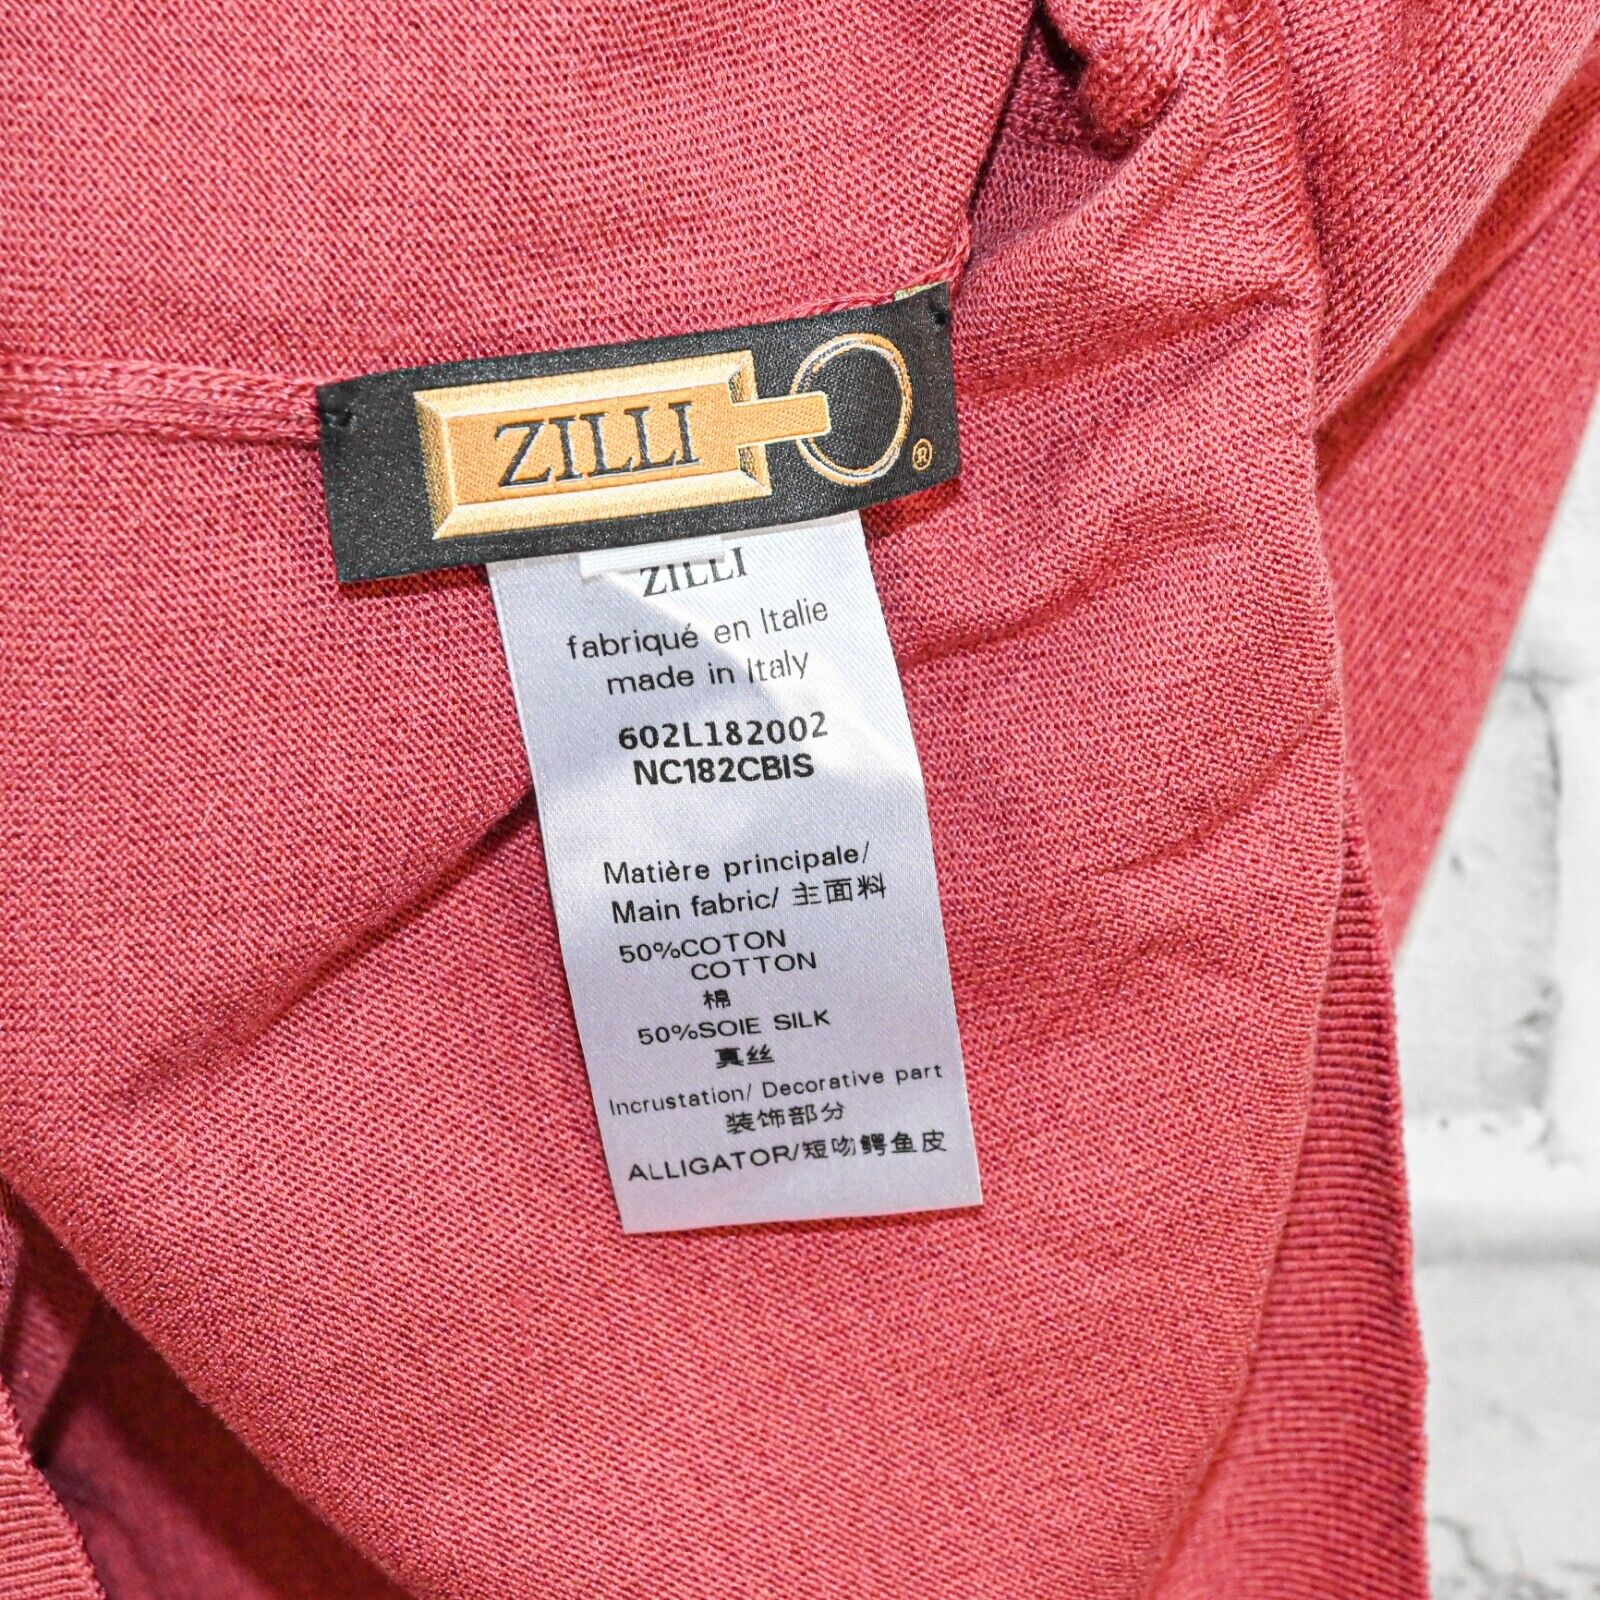 ZILLI
®
ZILLI
fabriqué en Italie
made in Italy
602L182002
NC182CBIS
Matière principale/
Main fabric/ 主面料
50%COTON
COTTON
棉
50%SOIE SILK
真丝
Incrustation/ Decorative part
装饰部分
ALLIGATOR/短吻鳄鱼皮